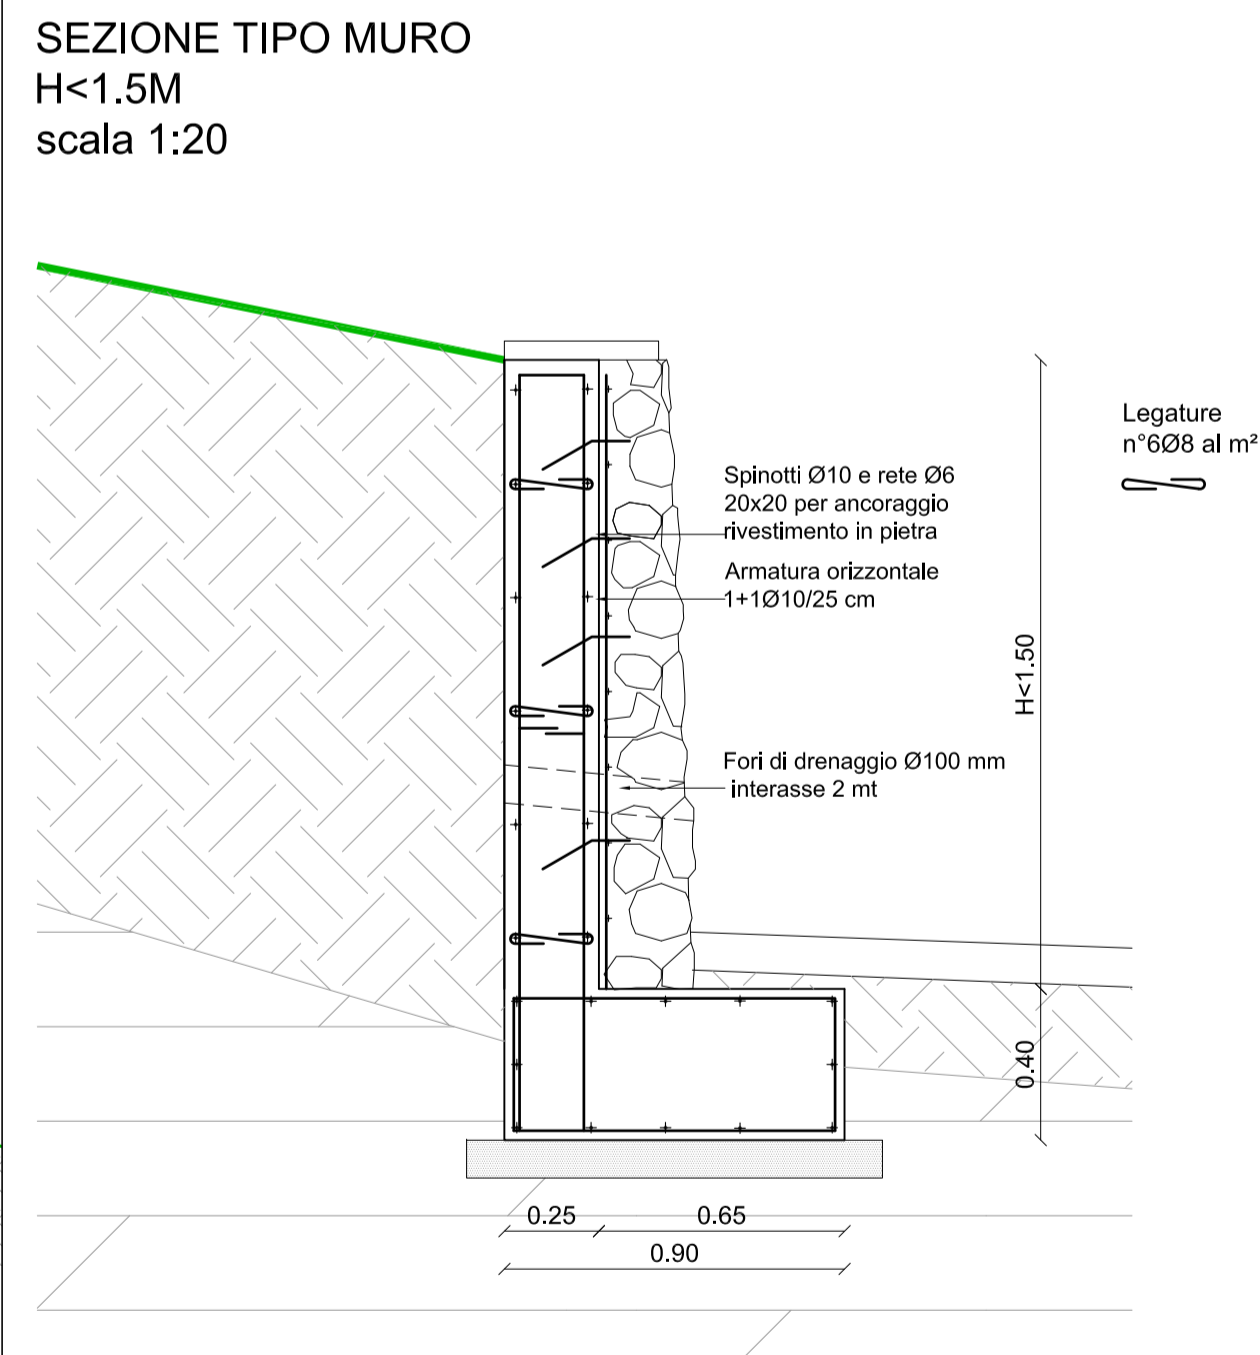 SEZIONE TIPO MURO
H<1.5M
scala 1:20
Legature
n°6Ø8 al m²
Spinotti Ø10 e rete Ø6
20x20 per ancoraggio
rivestimento in pietra
Armatura orizzontale
1+1Ø10/25 cm
H<1.50
Fori di drenaggio Ø100 mm
interasse 2 mt
0.40
0.25
0.65
0.90